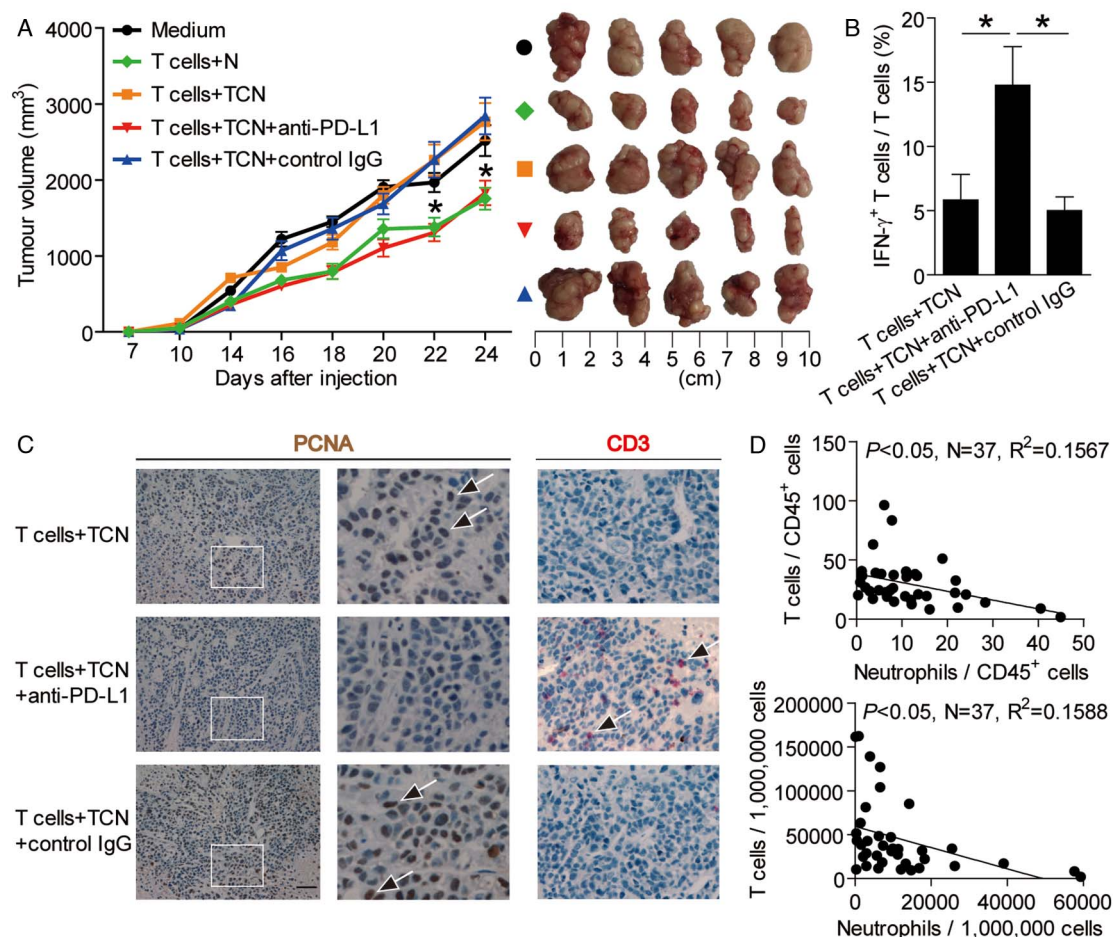 A
Tumour volume (mm³)
4000
3000
2000
1000
0
Medium
T cells+N
T cells+TCN
T cells+TCN+anti-PD-L1
T cells+TCN+control IgG
*
*
7 10 14 16 18 20 22 24
Days after injection
0 1 2 3 4 5 6 7 8 9 10
(cm)
B
IFN-γ⁺ T cells / T cells (%)
20
15
10
5
0
* *
T cells+TCN
T cells+TCN+anti-PD-L1
T cells+TCN+control IgG
C
PCNA CD3
T cells+TCN
T cells+TCN
+anti-PD-L1
T cells+TCN
+control IgG
D
P<0.05, N=37, R²=0.1567
T cells / CD45⁺ cells
150
100
50
0
0 10 20 30 40 50
Neutrophils / CD45⁺ cells
P<0.05, N=37, R²=0.1588
T cells / 1,000,000 cells
200000
150000
100000
50000
0
0 20000 40000 60000
Neutrophils / 1,000,000 cells